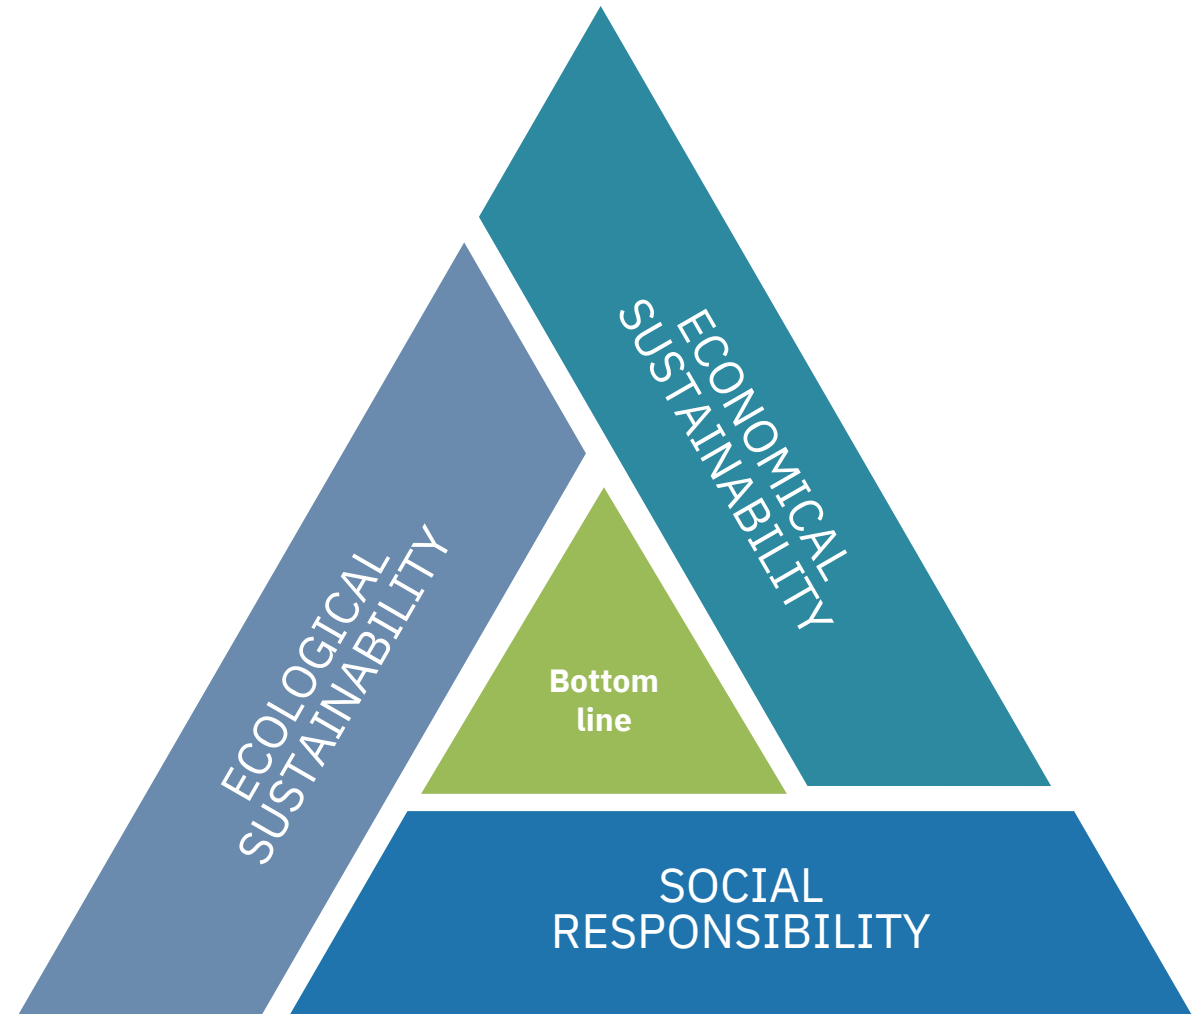 ECONOMICAL
SUSTAINABILITY
ECOLOGICAL
SUSTAINABILITY
Bottom
line
SOCIAL
RESPONSIBILITY